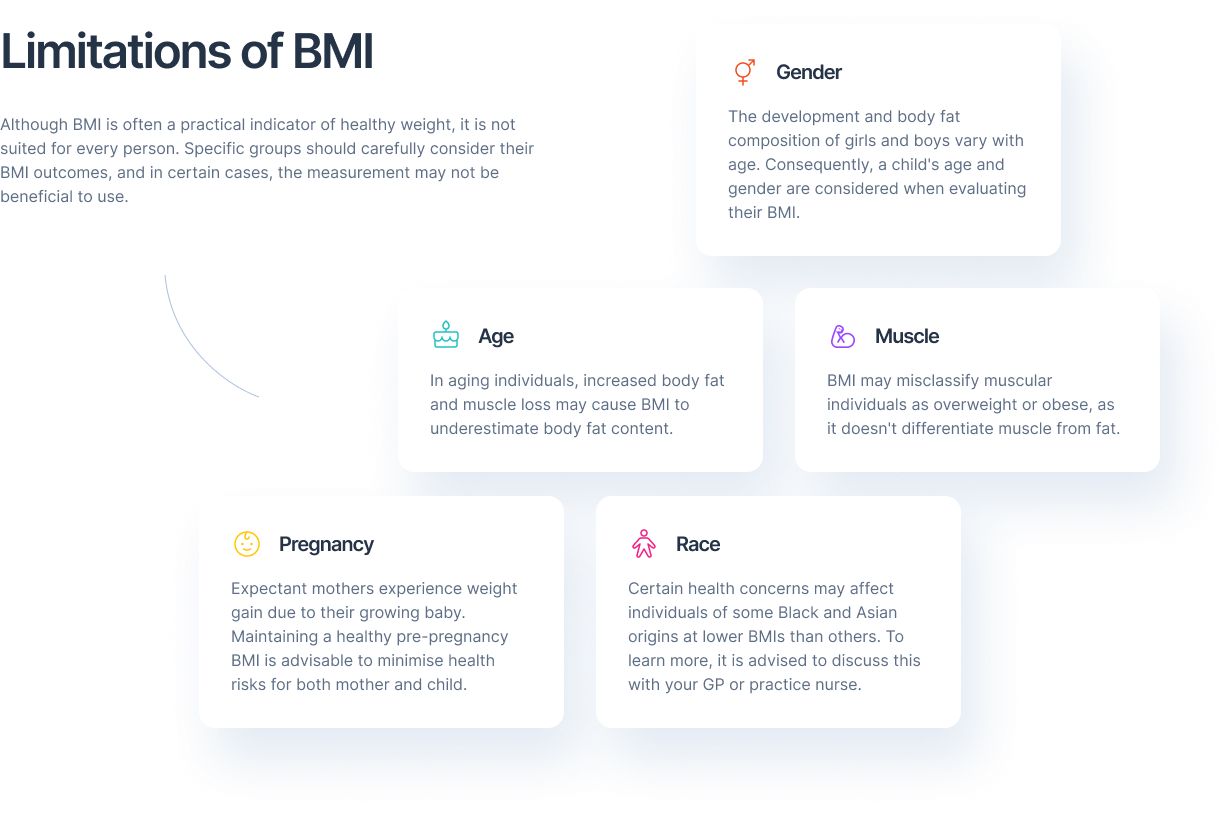 Limitations of BMI
Although BMI is often a practical indicator of healthy weight, it is not
suited for every person. Specific groups should carefully consider their
BMI outcomes, and in certain cases, the measurement may not be
beneficial to use.
Gender
The development and body fat
composition of girls and boys vary with
age. Consequently, a child's age and
gender are considered when evaluating
their BMI.
Age
In aging individuals, increased body fat
and muscle loss may cause BMI to
underestimate body fat content.
Muscle
BMI may misclassify muscular
individuals as overweight or obese, as
it doesn't differentiate muscle from fat.
Pregnancy
Expectant mothers experience weight
gain due to their growing baby.
Maintaining a healthy pre-pregnancy
BMI is advisable to minimise health
risks for both mother and child.
Race
Certain health concerns may affect
individuals of some Black and Asian
origins at lower BMIs than others. To
learn more, it is advised to discuss this
with your GP or practice nurse.